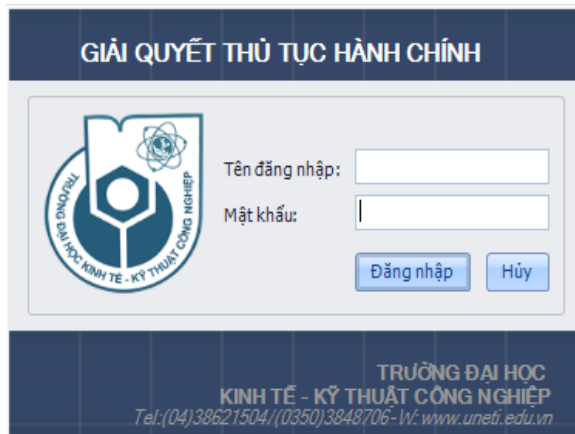 GIẢI QUYẾT THỦ TỤC HÀNH CHÍNH
TRƯỜNG ĐẠI HỌC KINH TẾ - KỸ THUẬT CÔNG NGHIỆP
Tên đăng nhập:
Mật khẩu:
Đăng nhập Hủy
TRƯỜNG ĐẠI HỌC
KINH TẾ - KỸ THUẬT CÔNG NGHIỆP
Tel:(04)38621504/(0350)3848706-W: www.uneti.edu.vn